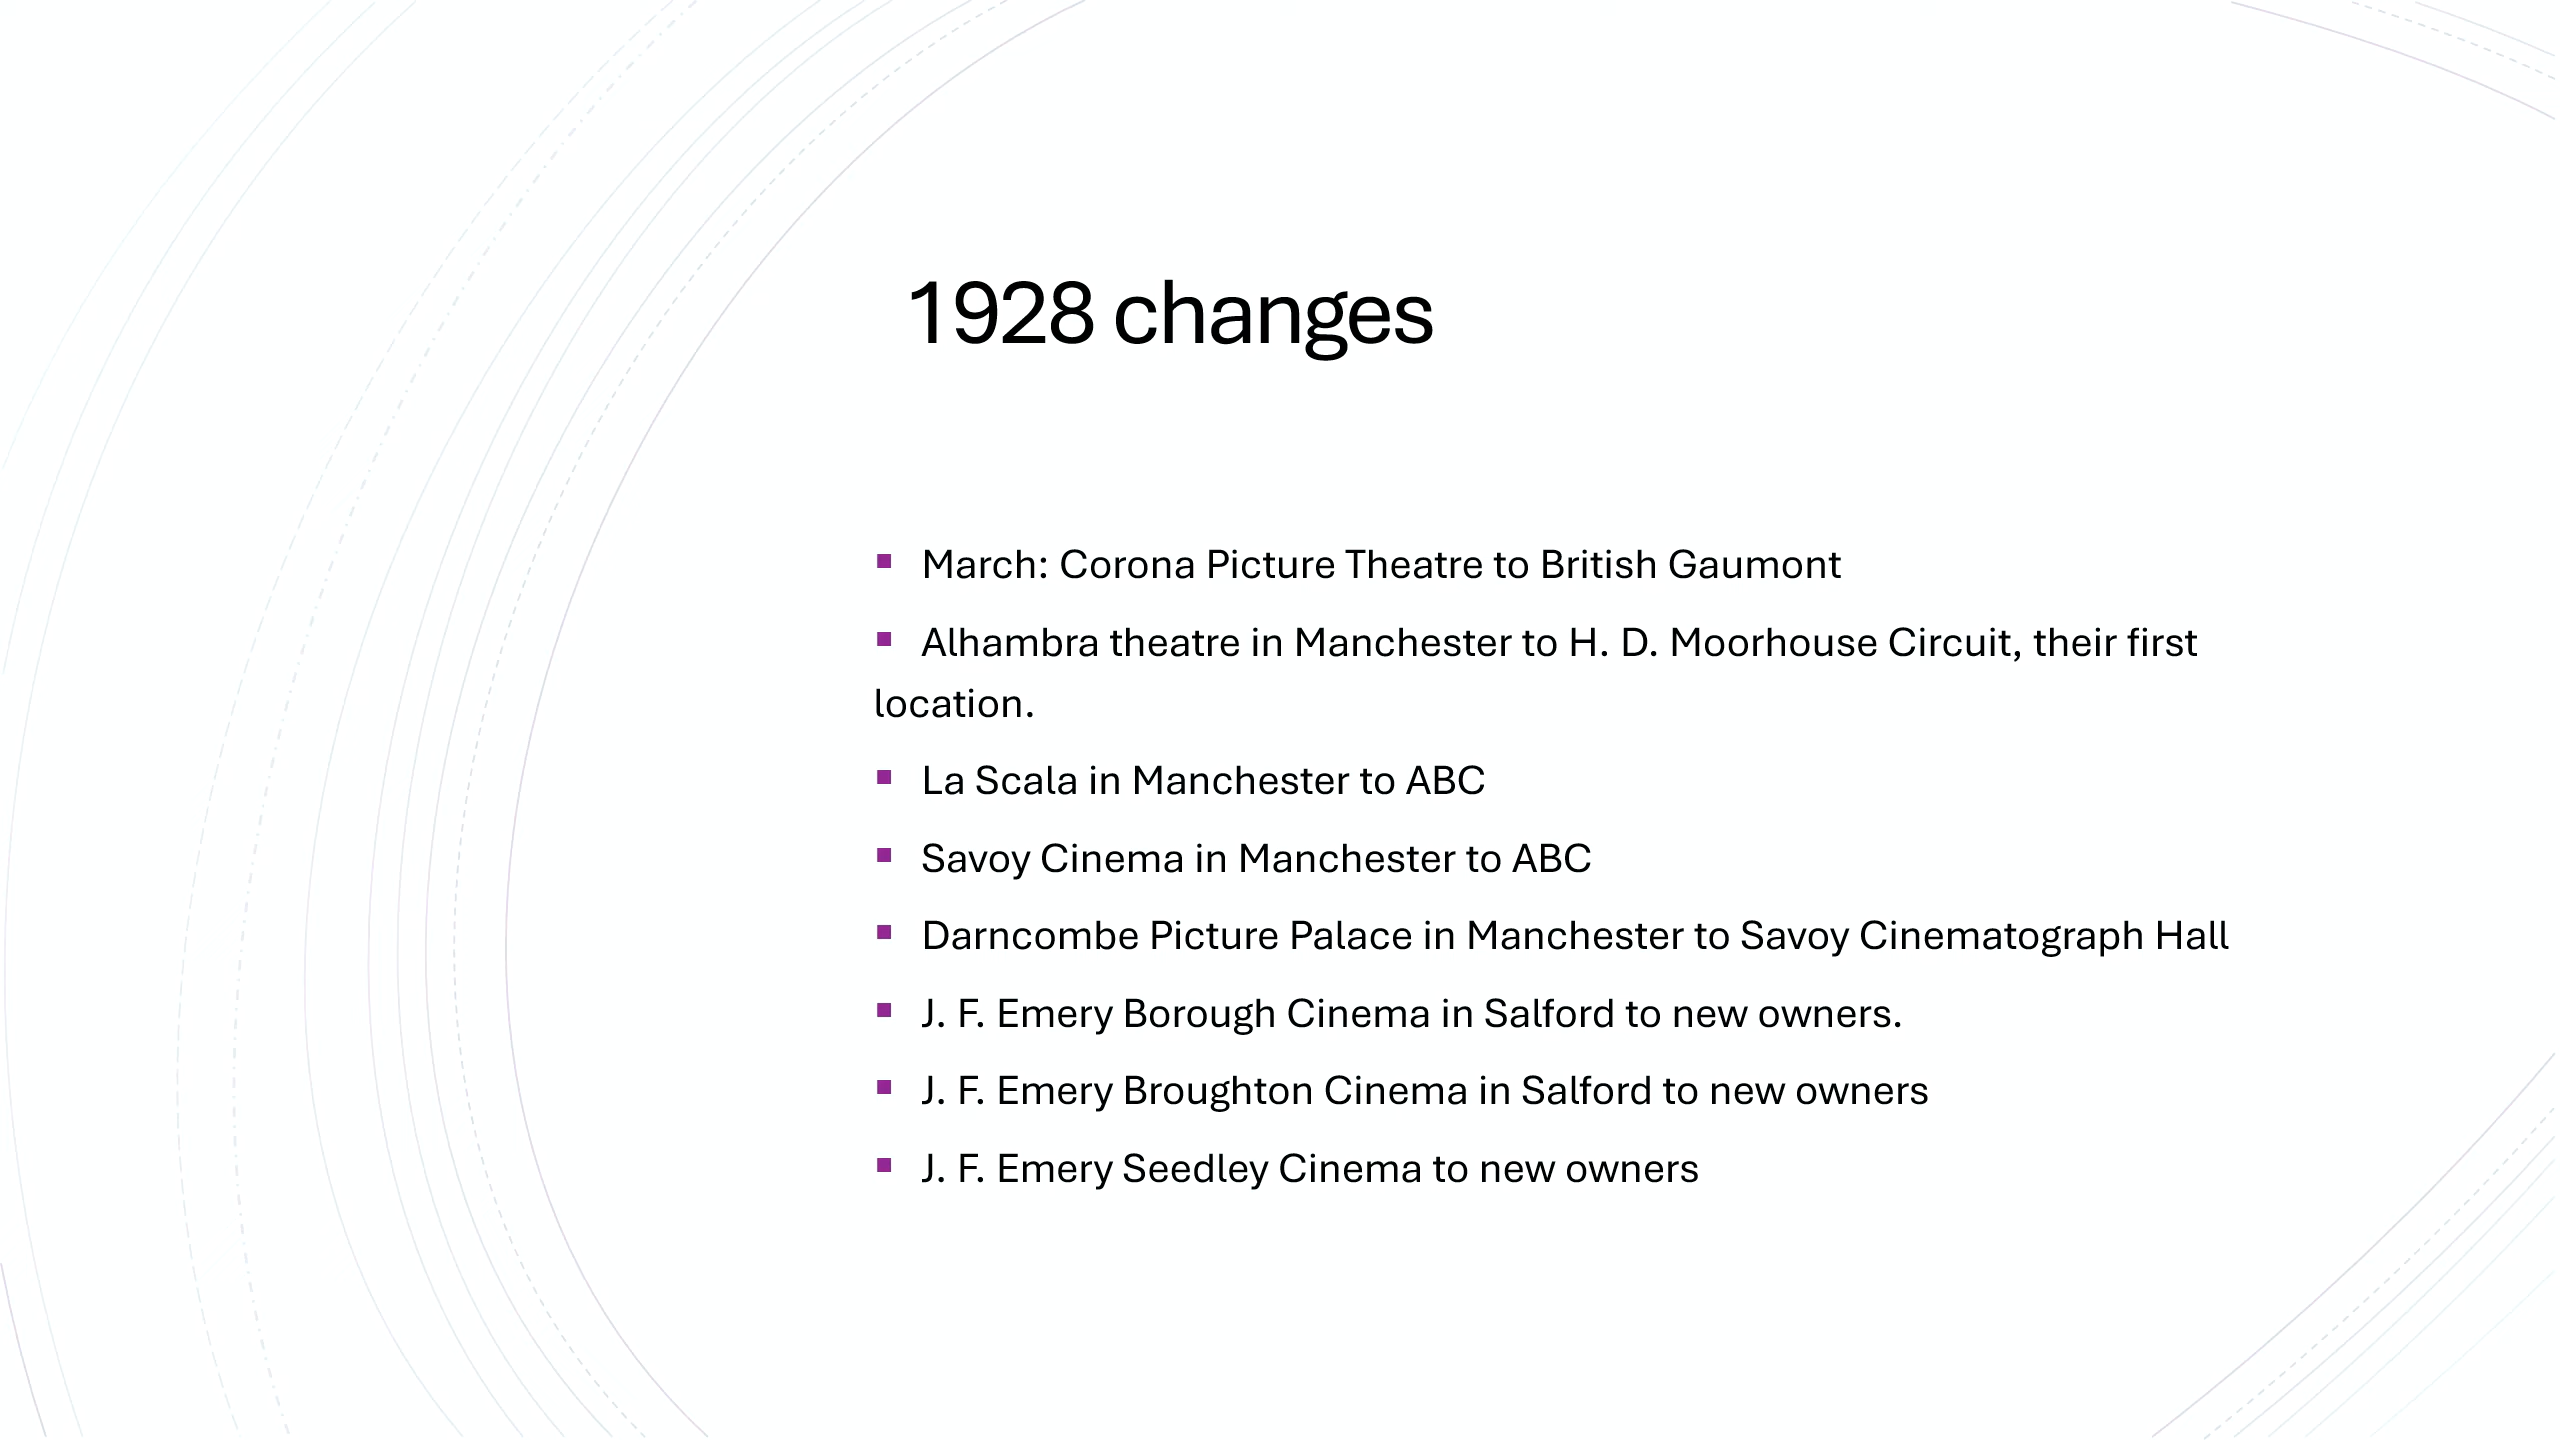 1928 changes
▪ March: Corona Picture Theatre to British Gaumont
▪ Alhambra theatre in Manchester to H. D. Moorhouse Circuit, their first
location.
▪ La Scala in Manchester to ABC
▪ Savoy Cinema in Manchester to ABC
▪ Darncombe Picture Palace in Manchester to Savoy Cinematograph Hall
▪ J. F. Emery Borough Cinema in Salford to new owners.
▪ J. F. Emery Broughton Cinema in Salford to new owners
▪ J. F. Emery Seedley Cinema to new owners